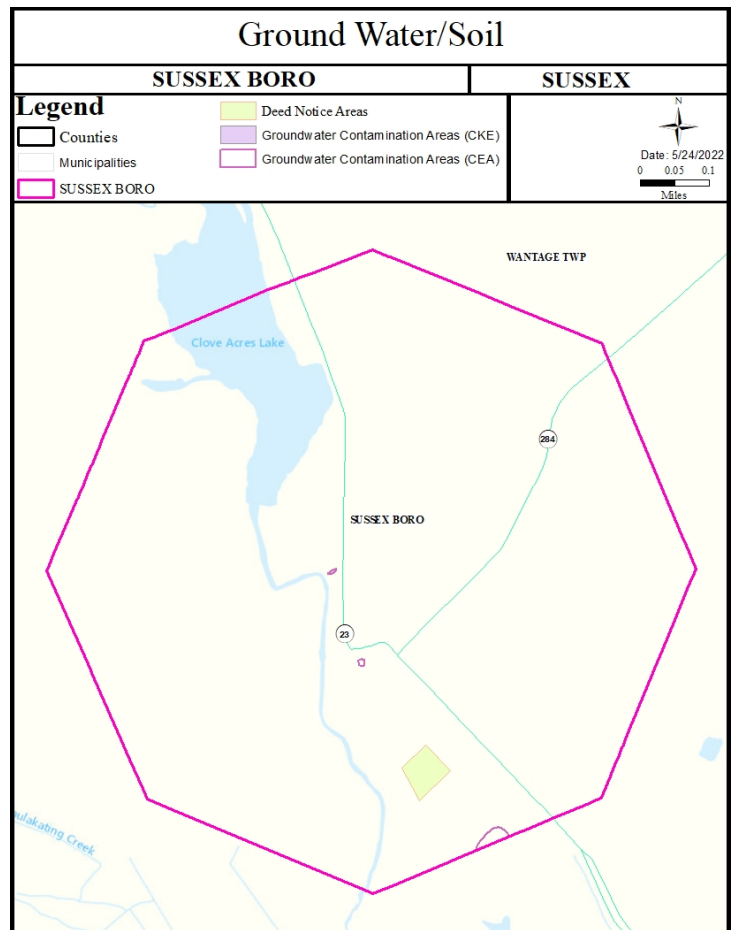 Ground Water/Soil
SUSSEX BORO
SUSSEX
Legend
Counties
Municipalities
SUSSEX BORO
Deed Notice Areas
Groundwater Contamination Areas (CKE)
Groundwater Contamination Areas (CEA)
N
Date: 5/24/2022
0 0.05 0.1
Miles
WANTAGE TWP
Clove Acres Lake
284
SUSSEX BORO
23
ulakating Creek